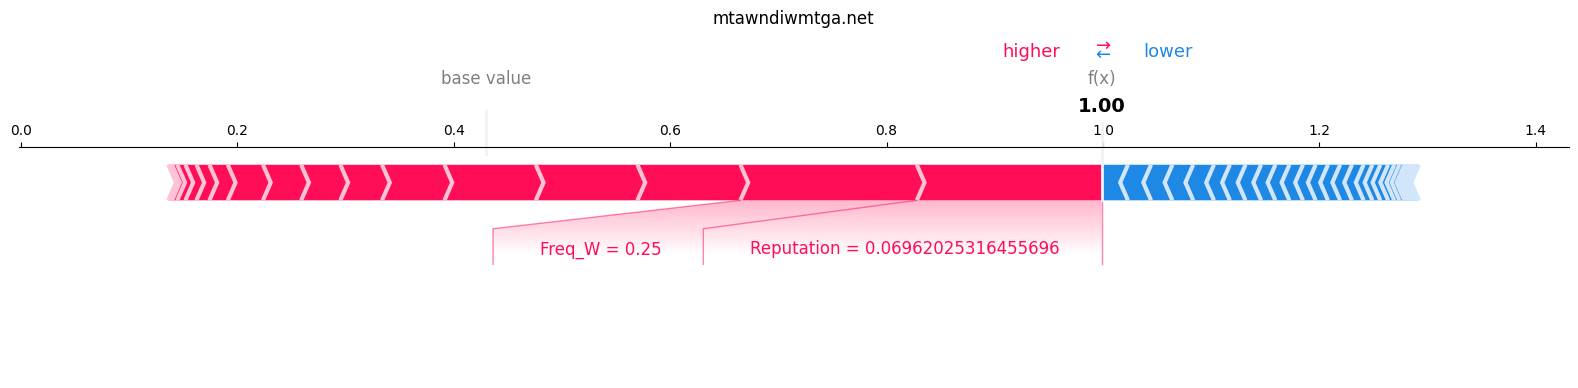 mtawndiwmtga.net
higher ⇄ lower
base value f(x)
1.00
0.0 0.2 0.4 0.6 0.8 1.0 1.2 1.4
Freq_W = 0.25 Reputation = 0.06962025316455696